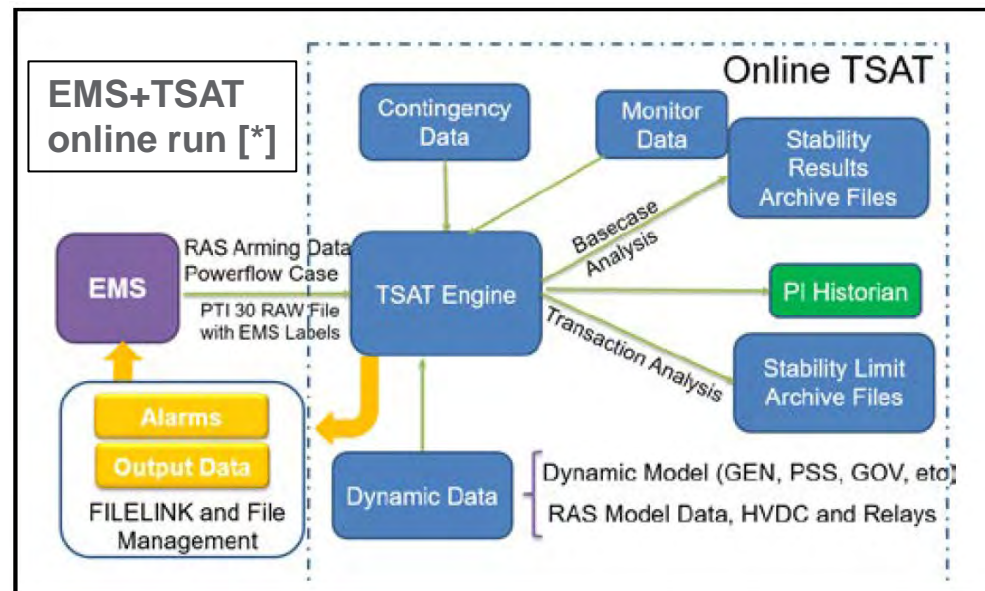 EMS+TSAT
online run [*]
Online TSAT
Contingency
Data
Monitor
Data
Stability
Results
Archive Files
Basecase
Analysis
EMS
RAS Arming Data
Powerflow Case
PTI 30 RAW File
with EMS Labels
TSAT Engine
PI Historian
Transaction Analysis
Stability Limit
Archive Files
Alarms
Output Data
FILELINK and File
Management
Dynamic Data
Dynamic Model (GEN, PSS, GOV, etc)
RAS Model Data, HVDC and Relays